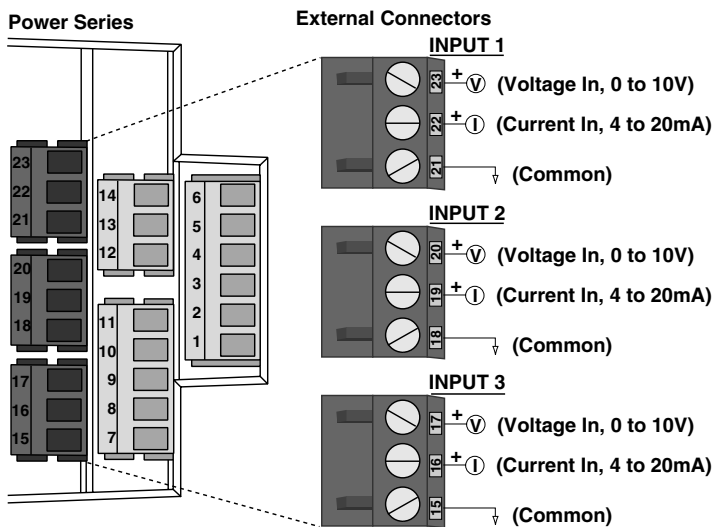 Power Series
External Connectors
INPUT 1
23 + V (Voltage In, 0 to 10V)
22 + I (Current In, 4 to 20mA)
21 (Common)
INPUT 2
20 + V (Voltage In, 0 to 10V)
19 + I (Current In, 4 to 20mA)
18 (Common)
INPUT 3
17 + V (Voltage In, 0 to 10V)
16 + I (Current In, 4 to 20mA)
15 (Common)
23
22
21
20
19
18
17
16
15
14
13
12
11
10
9
8
7
6
5
4
3
2
1